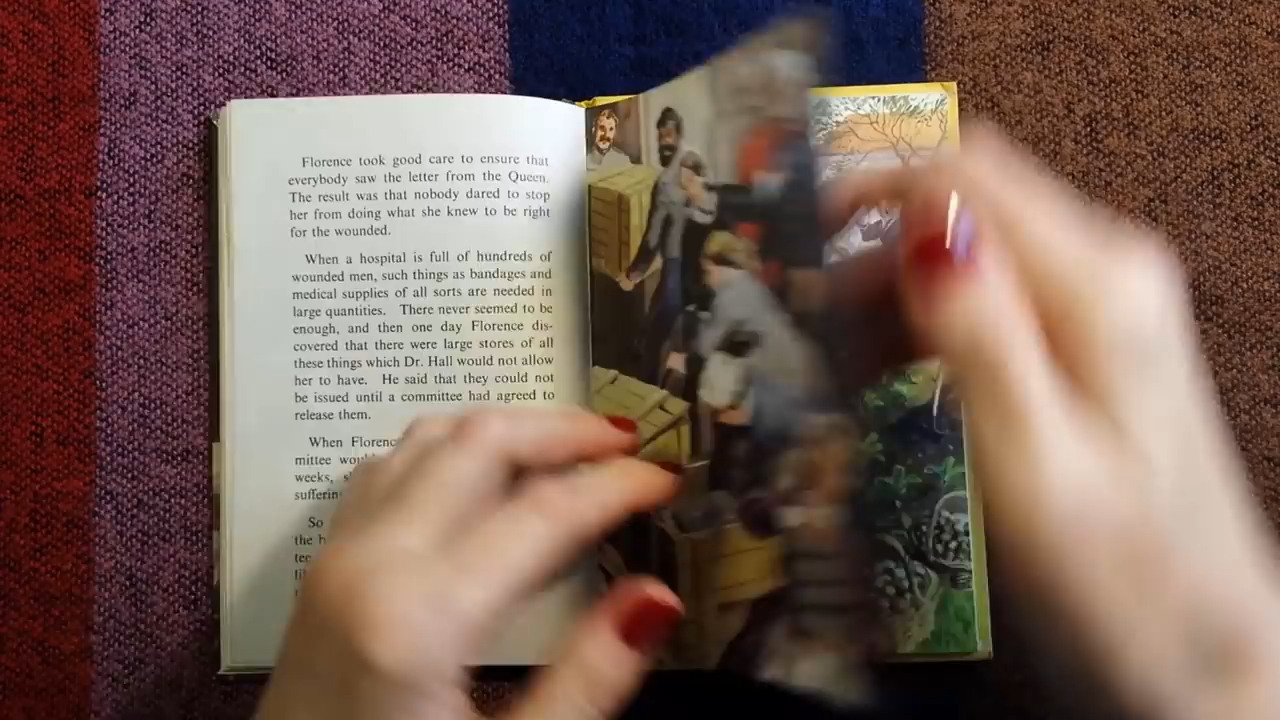 Florence took good care to ensure that
everybody saw the letter from the Queen.
The result was that nobody dared to stop
her from doing what she knew to be right
for the wounded.
When a hospital is full of hundreds of
wounded men, such things as bandages and
medical supplies of all sorts are needed in
large quantities. There never seemed to be
enough, and then one day Florence dis-
covered that there were large stores of all
these things which Dr. Hall would not allow
her to have. He said that they could not
be issued until a committee had agreed to
release them.
When
mittee
weeks,
So
the